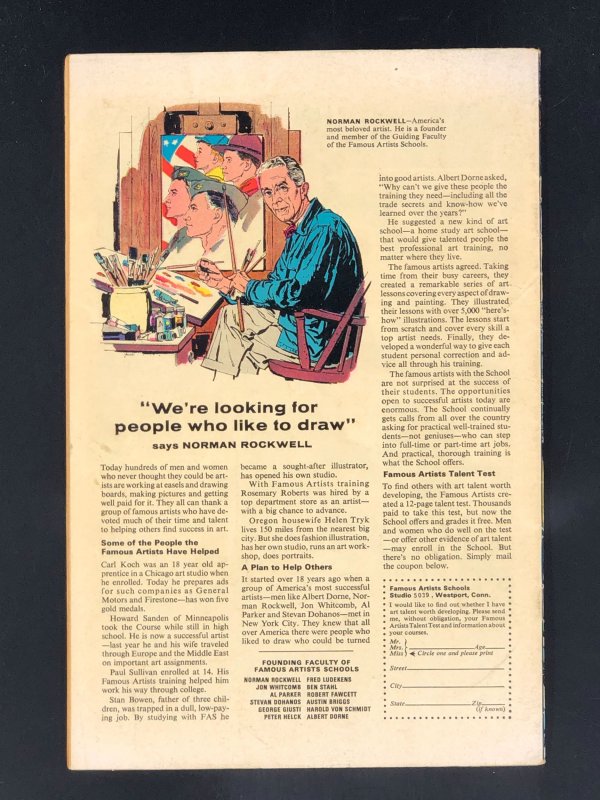 NORMAN ROCKWELL—America's
most beloved artist. He is a founder
and member of the Guiding Faculty
of the Famous Artists Schools.
"We're looking for
people who like to draw"
says NORMAN ROCKWELL
Today hundreds of men and women
who never thought they could be art-
ists are working at easels and drawing
boards, making pictures and getting
well paid for it. They all can thank a
group of famous artists who have de-
voted much of their time and talent
to helping others find success in art.
Some of the People the
Famous Artists Have Helped
Carl Koch was an 18 year old ap-
prentice in a Chicago art studio when
he enrolled. Today he prepares ads
for such companies as General
Motors and Firestone—has won five
gold medals.
Howard Sanden of Minneapolis
took the Course while still in high
school. He is now a successful artist
—last year he and his wife traveled
through Europe and the Middle East
on important art assignments.
Paul Sullivan enrolled at 14. His
Famous Artists training helped him
work his way through college.
Stan Bowen, father of three chil-
dren, was trapped in a dull, low-pay-
ing job. By studying with FAS he
became a sought-after illustrator,
has opened his own studio.
With Famous Artists training
Rosemary Roberts was hired by a
top department store as an artist—
with a big chance to advance.
Oregon housewife Helen Tryk
lives 150 miles from the nearest big
city. But she does fashion illustration,
has her own studio, runs an art work-
shop, does portraits.
A Plan to Help Others
It started over 18 years ago when a
group of America's most successful
artists—men like Albert Dorne, Nor-
man Rockwell, Jon Whitcomb, Al
Parker and Stevan Dohanos—met in
New York City. They knew that all
over America there were people who
liked to draw who could be turned
FOUNDING FACULTY OF
FAMOUS ARTISTS SCHOOLS
NORMAN ROCKWELL FRED LUDEKENS
JON WHITCOMB BEN STAHL
AL PARKER ROBERT FAWCETT
STEVAN DOHANOS AUSTIN BRIGGS
GEORGE GIUSTI HAROLD VON SCHMIDT
PETER HELCK ALBERT DORNE
into good artists. Albert Dorne asked,
"Why can't we give these people the
training they need—including all the
trade secrets and know-how we've
learned over the years?"
He suggested a new kind of art
school—a home study art school—
that would give talented people the
best professional art training, no
matter where they live.
The famous artists agreed. Taking
time from their busy careers, they
created a remarkable series of art
lessons covering every aspect of draw-
ing and painting. They illustrated
their lessons with over 5,000 "here's-
how" illustrations. The lessons start
from scratch and cover every skill a
top artist needs. Finally, they de-
veloped a wonderful way to give each
student personal correction and ad-
vice all through his training.
The famous artists with the School
are not surprised at the success of
their students. The opportunities
open to successful artists today are
enormous. The School continually
gets calls from all over the country
asking for practical well-trained stu-
dents—not geniuses—who can step
into full-time or part-time art jobs.
And practical, thorough training is
what the School offers.
Famous Artists Talent Test
To find others with art talent worth
developing, the Famous Artists cre-
ated a 12-page talent test. Thousands
paid to take this test, but now the
School offers and grades it free. Men
and women who do well on the test
—or offer other evidence of art talent
—may enroll in the School. But
there's no obligation. Simply mail
the coupon below.
Famous Artists Schools
Studio 5039, Westport, Conn.
I would like to find out whether I have
art talent worth developing. Please send
me, without obligation, your Famous
Artists Talent Test and information about
your courses.
Mr.
Mrs. Age
Miss Circle one and please print
Street
City
State Zip
(if known)